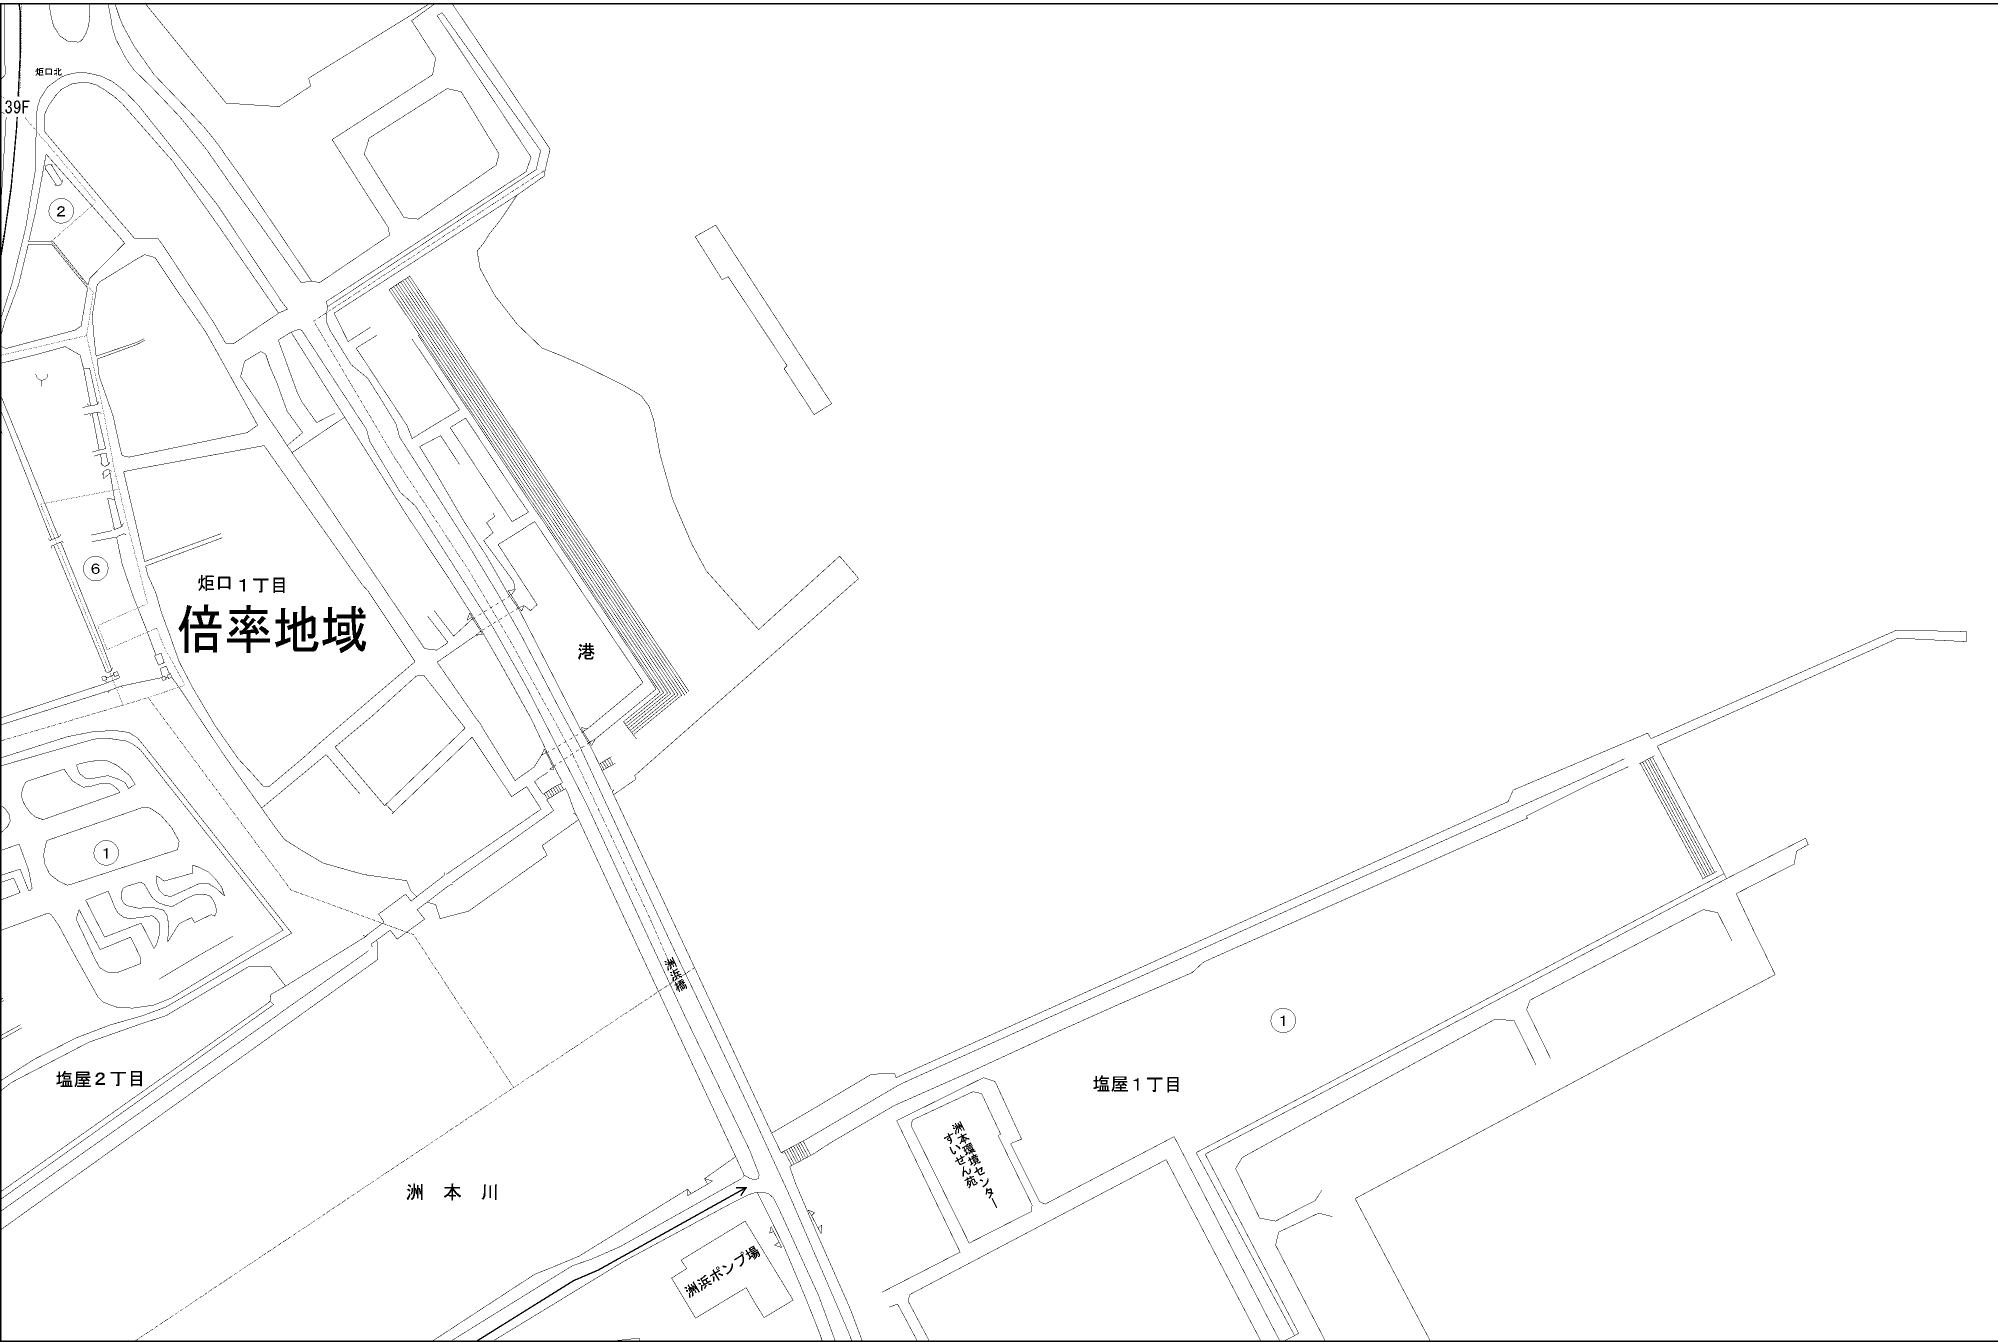 炬口北
39F
2
6
炬口１丁目
倍率地域
港
1
洲浜橋
1
塩屋２丁目
塩屋１丁目
洲本環境センター
すいせん苑
洲本川
洲浜ポンプ場